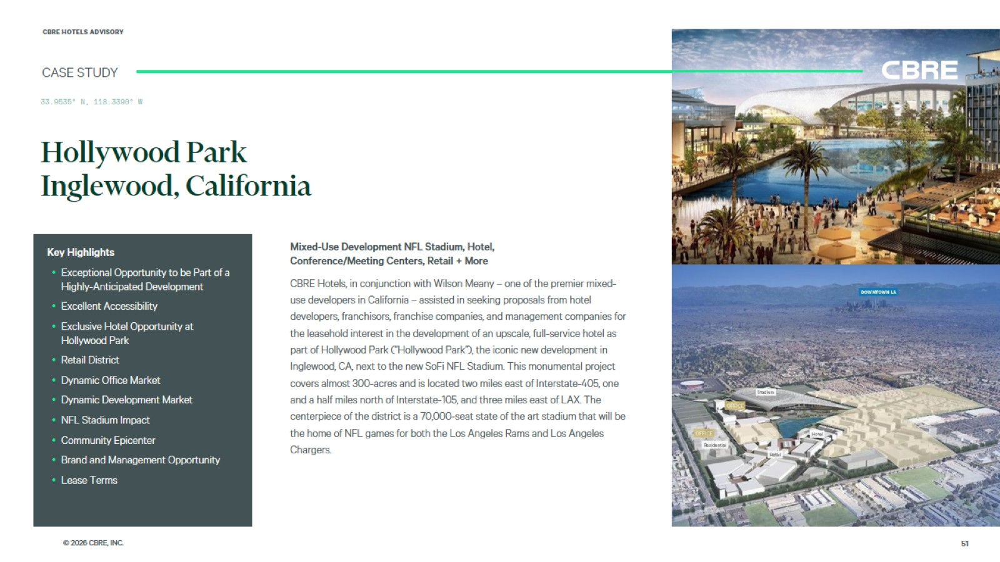 CBRE HOTELS ADVISORY
CASE STUDY
CBRE
33.9535° N, 118.3390° W
Hollywood Park
Inglewood, California
Key Highlights
• Exceptional Opportunity to be Part of a
Highly-Anticipated Development
• Excellent Accessibility
• Exclusive Hotel Opportunity at
Hollywood Park
• Retail District
• Dynamic Office Market
• Dynamic Development Market
• NFL Stadium Impact
• Community Epicenter
• Brand and Management Opportunity
• Lease Terms
Mixed-Use Development NFL Stadium, Hotel,
Conference/Meeting Centers, Retail + More
CBRE Hotels, in conjunction with Wilson Meany – one of the premier mixed-
use developers in California – assisted in seeking proposals from hotel
developers, franchisors, franchise companies, and management companies for
the leasehold interest in the development of an upscale, full-service hotel as
part of Hollywood Park ("Hollywood Park"), the iconic new development in
Inglewood, CA, next to the new SoFi NFL Stadium. This monumental project
covers almost 300-acres and is located two miles east of Interstate-405, one
and a half miles north of Interstate-105, and three miles east of LAX. The
centerpiece of the district is a 70,000-seat state of the art stadium that will be
the home of NFL games for both the Los Angeles Rams and Los Angeles
Chargers.
DOWNTOWN LA
Stadium
OFFICE
OFFICE
Hotel
Residential
Retail
© 2026 CBRE, INC.
51